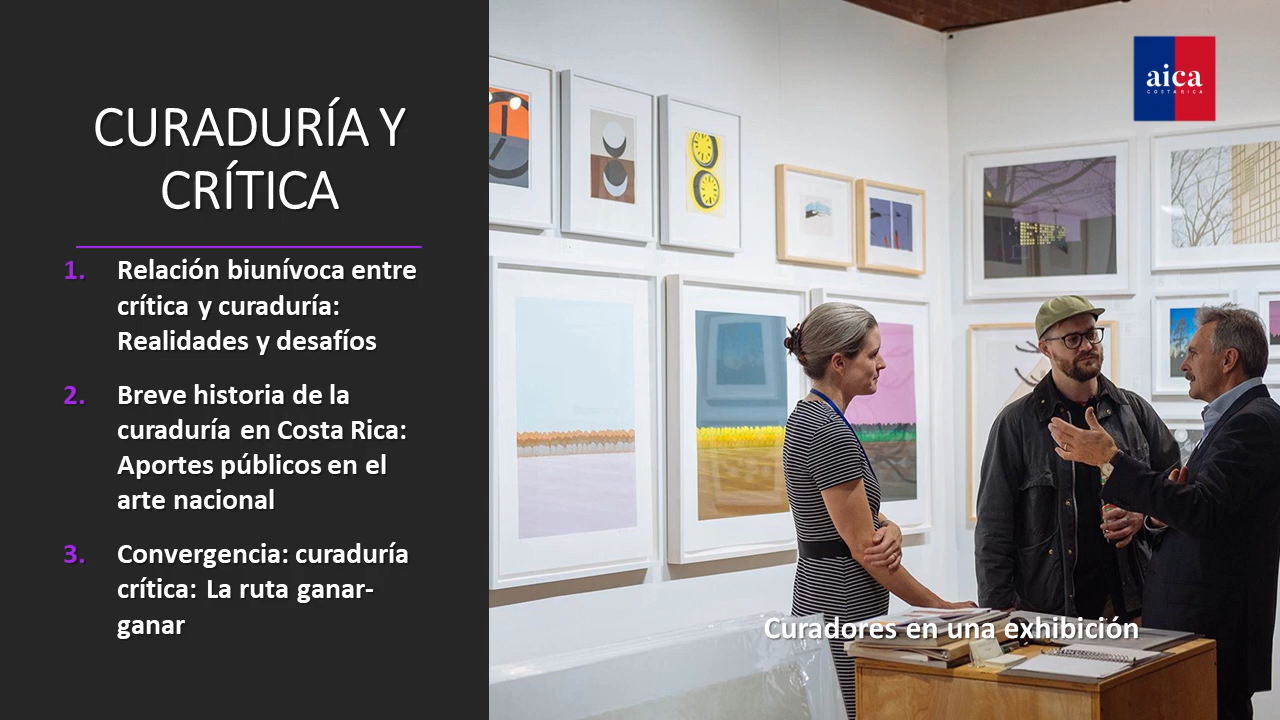 CURADURÍA Y
CRÍTICA
1. Relación biunívoca entre
crítica y curaduría:
Realidades y desafíos
2. Breve historia de la
curaduría en Costa Rica:
Aportes públicos en el
arte nacional
3. Convergencia: curaduría
crítica: La ruta ganar-
ganar
aica
COSTA RICA
Curadores en una exhibición